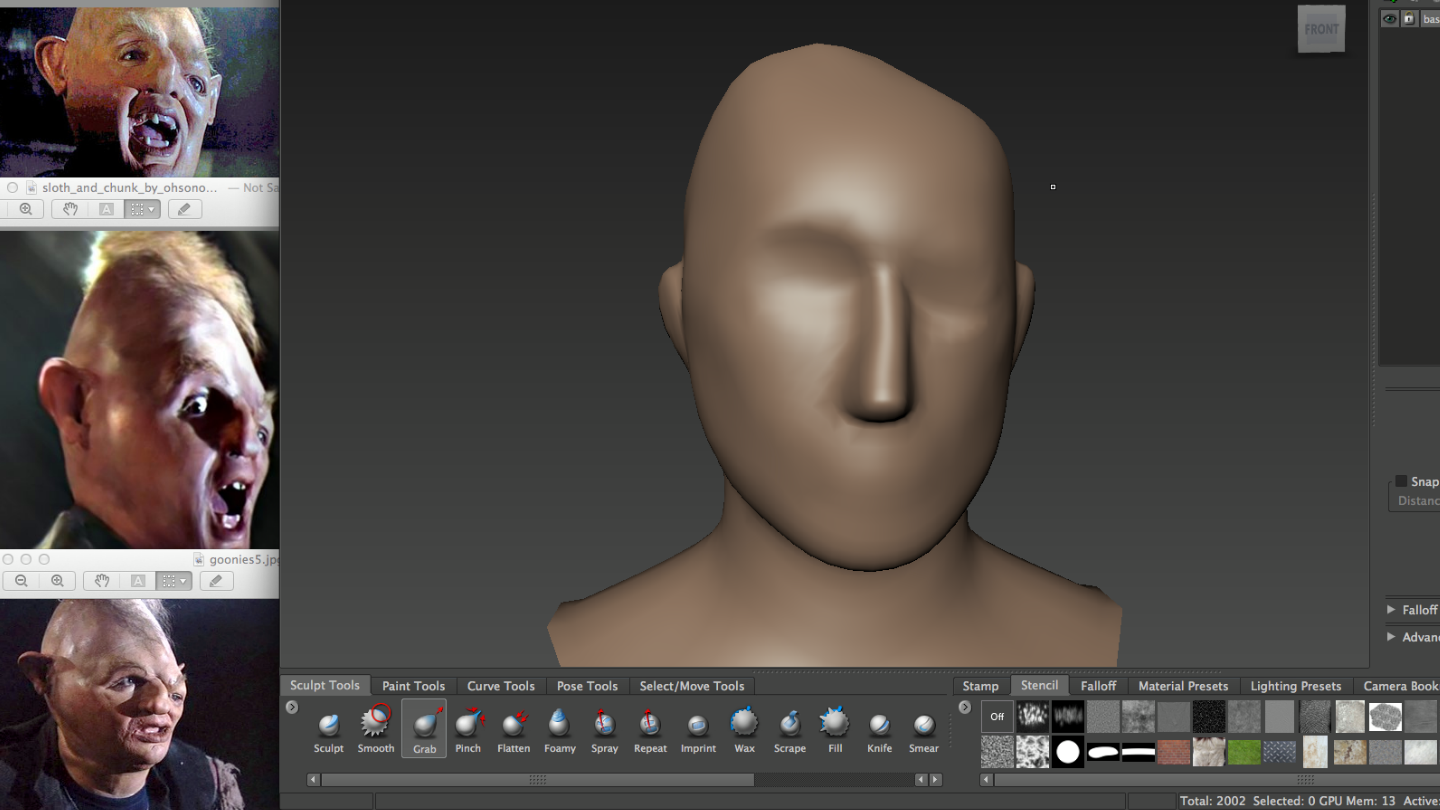 sloth_and_chunk_by_ohsono... — Not Sa
A
goonies5.jp
A
FRONT
bas
Snap
Distanc
Falloff
Advan
Sculpt Tools Paint Tools Curve Tools Pose Tools Select/Move Tools
Sculpt Smooth Grab Pinch Flatten Foamy Spray Repeat Imprint Wax Scrape Fill Knife Smear
Stamp Stencil Falloff Material Presets Lighting Presets Camera Book
Off
Total: 2002 Selected: 0 GPU Mem: 13 Active